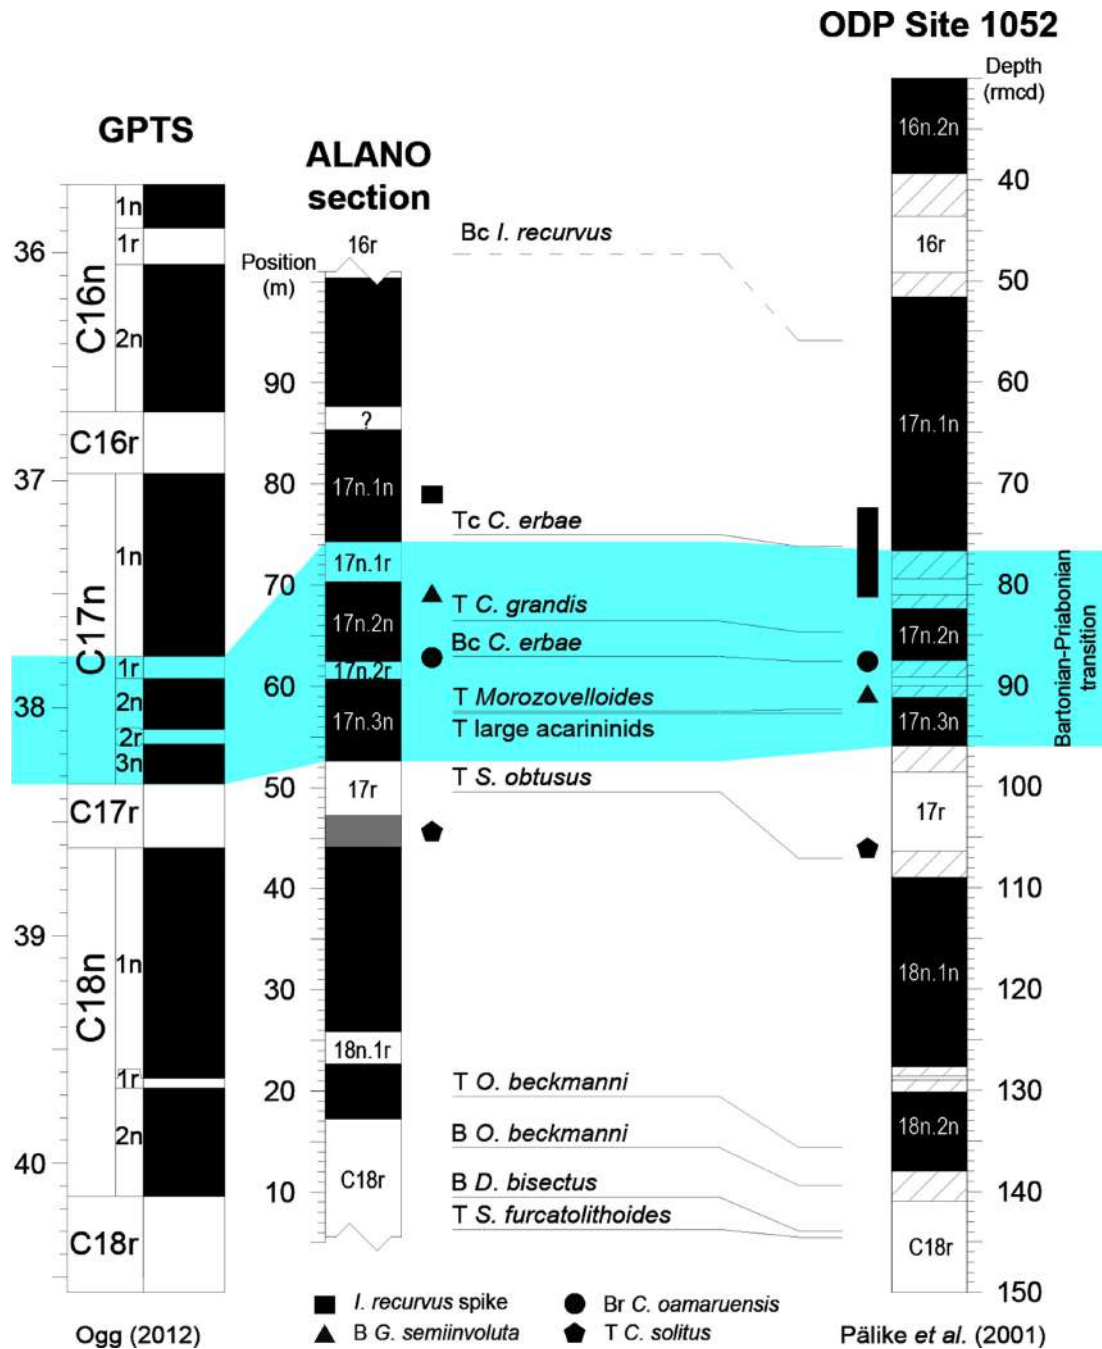 ODP Site 1052
Depth
(rmcd)
GPTS
ALANO
section
Position
(m)
36
37
38
39
40
C16n
1n
1r
2n
C16r
C17n
1n
1r
2n
2r
3n
C17r
C18n
1n
1r
2n
C18r
16r
?
17n.1n
17n.1r
17n.2n
17n.2r
17n.3n
17r
18n.1r
C18r
90
80
70
60
50
40
30
20
10
Bc I. recurvus
Tc C. erbae
T C. grandis
Bc C. erbae
T Morozovelloides
T large acarininids
T S. obtusus
T O. beckmanni
B O. beckmanni
B D. bisectus
T S. furcatolithoides
16n.2n
16r
17n.1n
17n.2n
17n.3n
17r
18n.1n
18n.2n
C18r
40
50
60
70
80
90
100
110
120
130
140
150
Bartonian-Priabonian
transition
I. recurvus spike
Br C. oamaruensis
B G. semiinvoluta
T C. solitus
Ogg (2012)
Pälike et al. (2001)